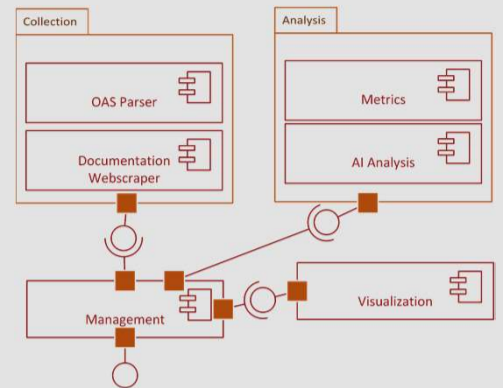 Collection
OAS Parser
Documentation
Webscraper
Analysis
Metrics
AI Analysis
Management
Visualization